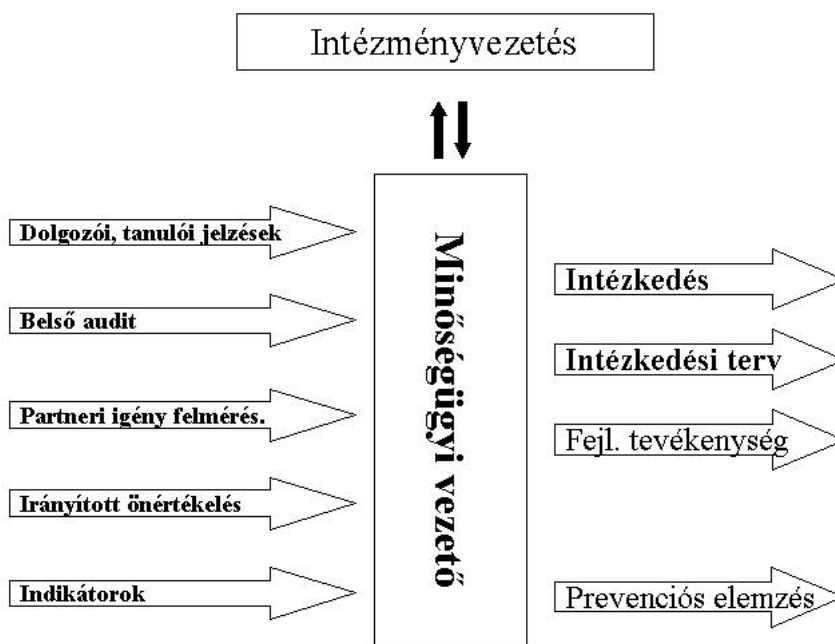 Intézményvezetés
Dolgozói, tanulói jelzések
Belső audit
Partneri igény felmérés.
Irányított önértékelés
Indikátorok
Minőségügyi vezető
Intézkedés
Intézkedési terv
Fejl. tevékenység
Prevenciós elemzés